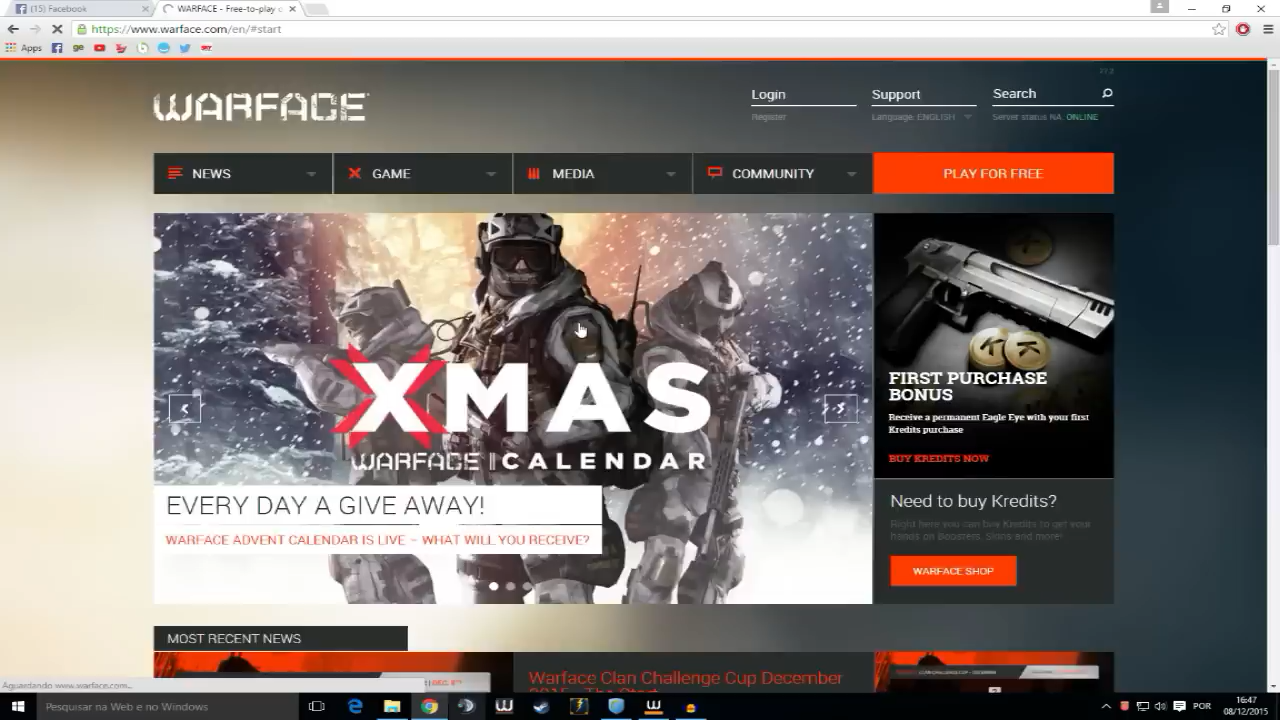 (15) Facebook
WARFACE - Free-to-play o
https://www.warface.com/en/#start
Apps
WARFACE
Login
Support
Search
Register
Language: ENGLISH
Server status NA: ONLINE
NEWS
GAME
MEDIA
COMMUNITY
PLAY FOR FREE
XMAS
WARFACE CALENDAR
EVERY DAY A GIVE AWAY!
WARFACE ADVENT CALENDAR IS LIVE – WHAT WILL YOU RECEIVE?
FIRST PURCHASE
BONUS
Receive a permanent Eagle Eye with your first
Kredits purchase
BUY KREDITS NOW
Need to buy Kredits?
Right here you can buy Kredits to get your
hands on Boosters, Skins and more!
WARFACE SHOP
MOST RECENT NEWS
Warface Clan Challenge Cup December
2015 - The Start
Aguardando www.warface.com...
Pesquisar na Web e no Windows
POR
16:47
08/12/2015